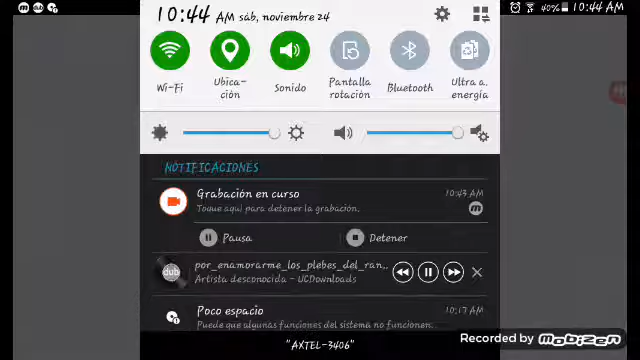 10:44 AM sáb, noviembre 24
40% 10:44 AM
Wi-Fi
Ubica-
ción
Sonido
Pantalla
rotación
Bluetooth
Ultra a.
energía
NOTIFICACIONES
Grabación en curso
10:43 AM
Toque aquí para detener la grabación.
Pausa
Detener
dub
por_enamorarme_los_plebes_del_ran..
Artista desconocida - UCDownloads
Poco espacio
10:17 AM
Puede que algunas funciones del sistema no funcionen.
Recorded by MOBIZEN
"AXTEL-3406"